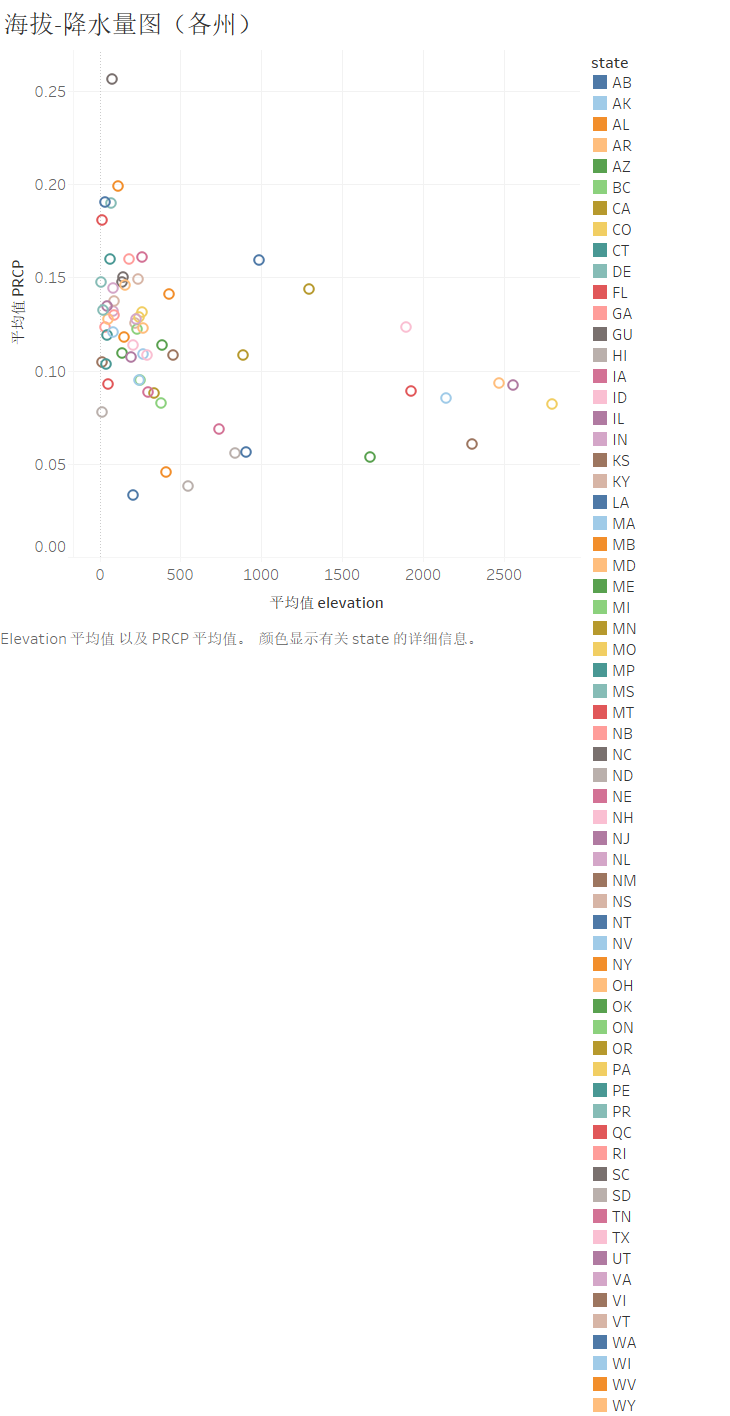 海拔-降水量图（各州）
state
AB
AK
AL
AR
AZ
BC
CA
CO
CT
DE
FL
GA
GU
HI
IA
ID
IL
IN
KS
KY
LA
MA
MB
MD
ME
MI
MN
MO
MP
MS
MT
NB
NC
ND
NE
NH
NJ
NL
NM
NS
NT
NV
NY
OH
OK
ON
OR
PA
PE
PR
QC
RI
SC
SD
TN
TX
UT
VA
VI
VT
WA
WI
WV
WY
平均值 PRCP
0.25
0.20
0.15
0.10
0.05
0.00
0 500 1000 1500 2000 2500
平均值 elevation
Elevation 平均值 以及 PRCP 平均值。 颜色显示有关 state 的详细信息。